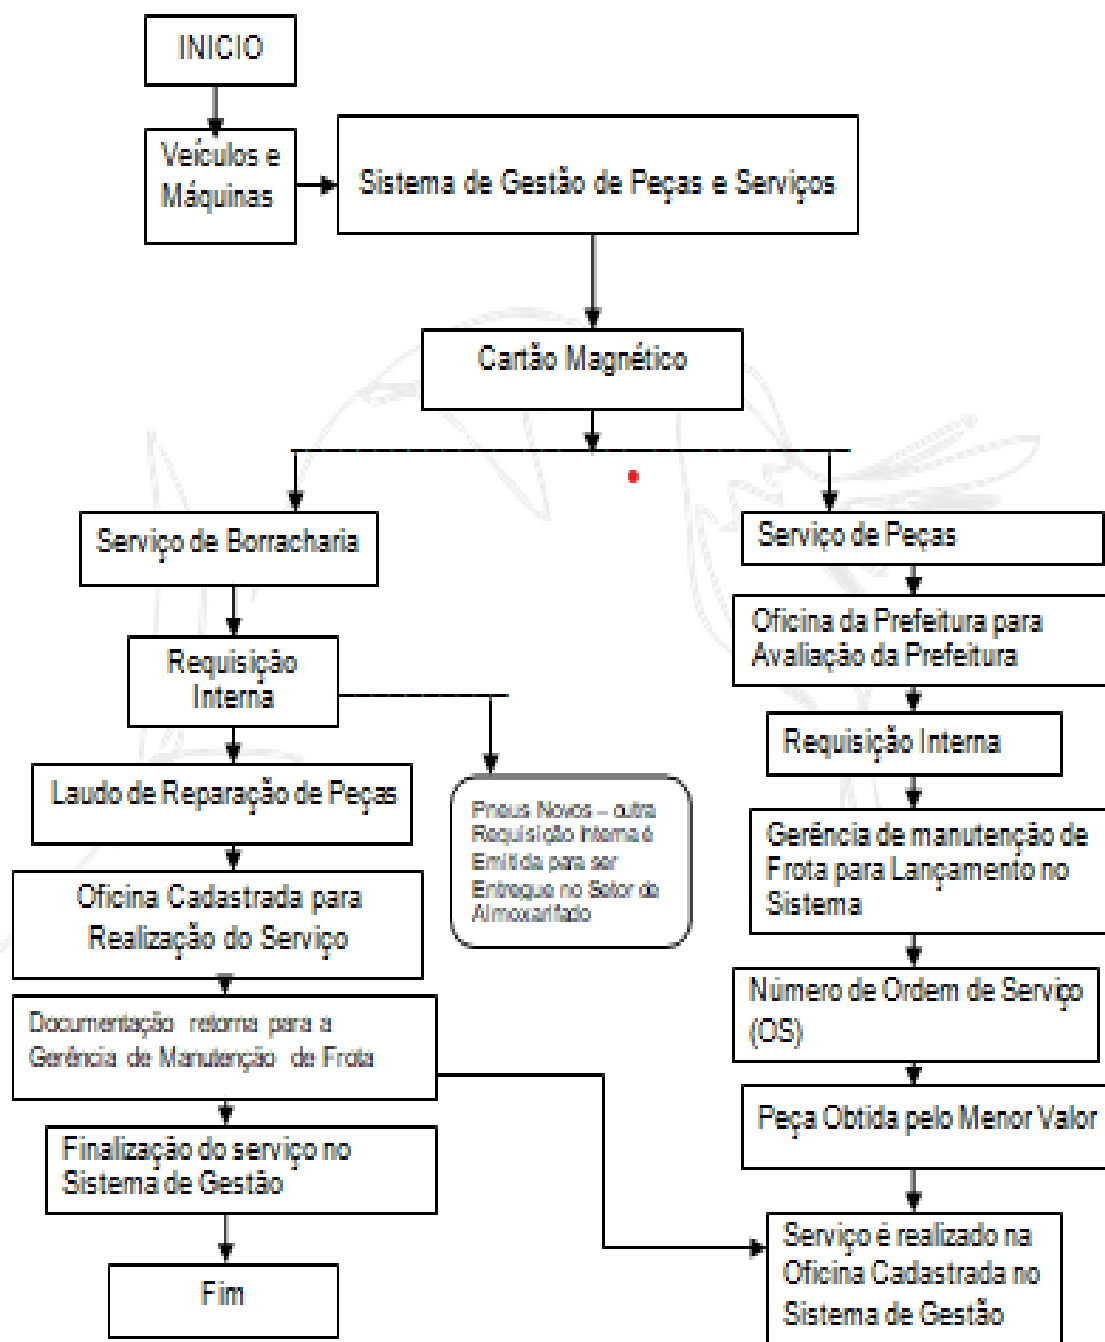 INICIO
Veículos e
Máquinas
Sistema de Gestão de Peças e Serviços
Cartão Magnético
Serviço de Borracharia
Serviço de Peças
Oficina da Prefeitura para
Avaliação da Prefeitura
Requisição
Interna
Requisição Interna
Laudo de Reparação de Peças
Pneus Novos – outra
Requisição Interna é
Emitida para ser
Entregue no Setor de
Almoxarifado
Gerência de manutenção de
Frota para Lançamento no
Sistema
Oficina Cadastrada para
Realização do Serviço
Número de Ordem de Serviço
(OS)
Documentação retorna para a
Gerência de Manutenção de Frota
Peça Obtida pelo Menor Valor
Finalização do serviço no
Sistema de Gestão
Serviço é realizado na
Oficina Cadastrada no
Sistema de Gestão
Fim